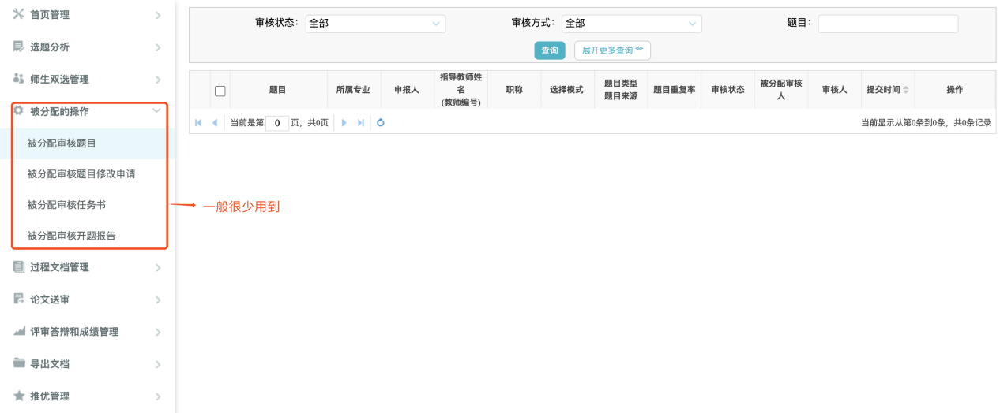 首页管理
选题分析
师生双选管理
被分配的操作
被分配审核题目
被分配审核题目修改申请
被分配审核任务书
被分配审核开题报告
过程文档管理
论文送审
评审答辩和成绩管理
导出文档
推优管理
审核状态： 全部 审核方式： 全部 题目：
查询 展开更多查询
题目 所属专业 申报人 指导教师姓名(教师编号) 职称 选择模式 题目类型题目来源 题目重复率 审核状态 被分配审核人 审核人 提交时间 操作
当前是第 0 页，共0页 当前显示从第0条到0条，共0条记录
一般很少用到